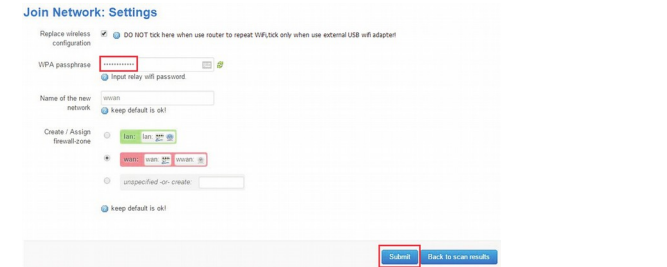 Join Network: Settings
Replace wireless configuration
DO NOT tick here when use router to repeat WiFi,tick only when use external USB wifi adapter!
WPA passphrase
••••••••••••
Input relay wifi password
Name of the new network
wwan
keep default is ok!
Create / Assign firewall-zone
lan: lan:
wan: wan: wwan:
unspecified -or- create:
keep default is ok!
Submit
Back to scan results